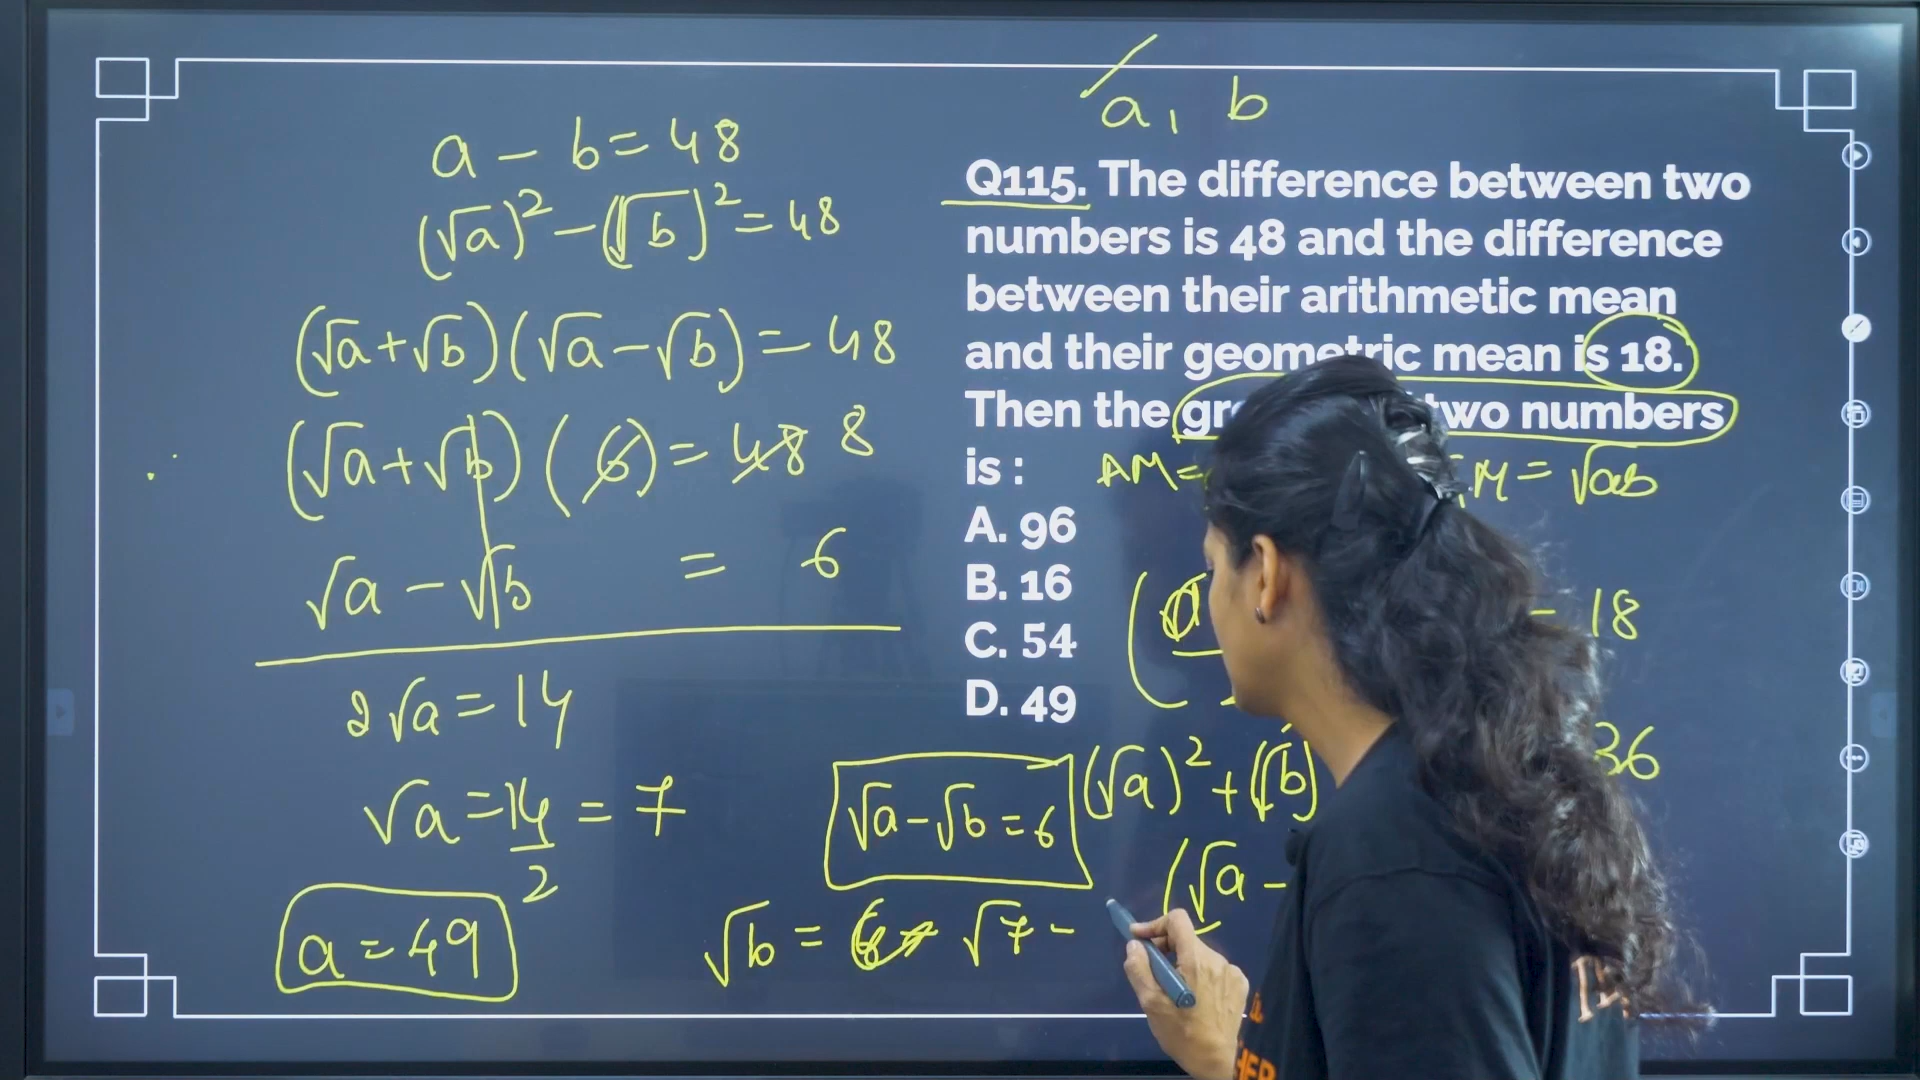 a, b
a - b = 48
(√a)² - (√b)² = 48
(√a + √b)(√a - √b) = 48
(√a + √b)(6) = 48 8
√a - √b = 6
2√a = 14
√a = 14/2 = 7
a = 49
Q115. The difference between two
numbers is 48 and the difference
between their arithmetic mean
and their geometric mean is 18.
Then the two numbers
is :
AM =
M = √ab
A. 96
B. 16
C. 54
D. 49
- 18
(√a)² + (√b)
36
√a - √b = 6
(√a -
√b = √7 -